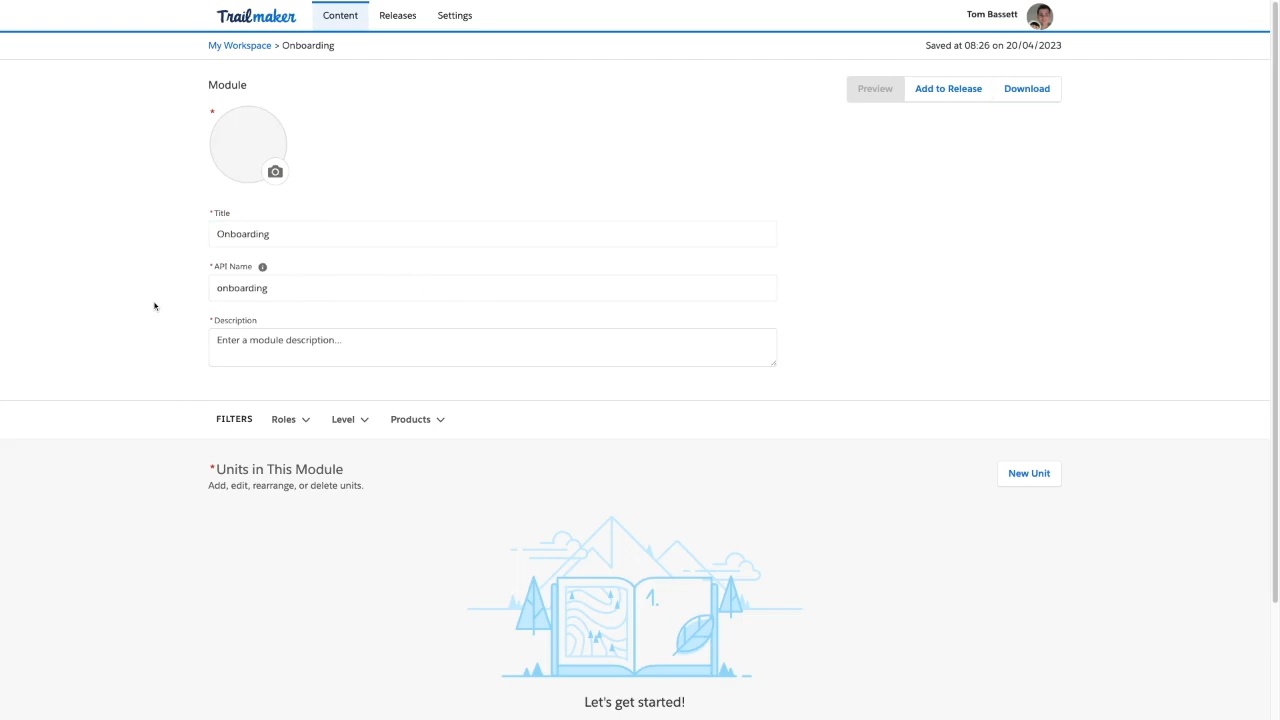 Trailmaker Content Releases Settings Tom Bassett
My Workspace > Onboarding Saved at 08:26 on 20/04/2023
Module
Preview Add to Release Download
*
* Title
Onboarding
* API Name
onboarding
* Description
Enter a module description...
FILTERS Roles Level Products
*Units in This Module
New Unit
Add, edit, rearrange, or delete units.
1.
Let's get started!